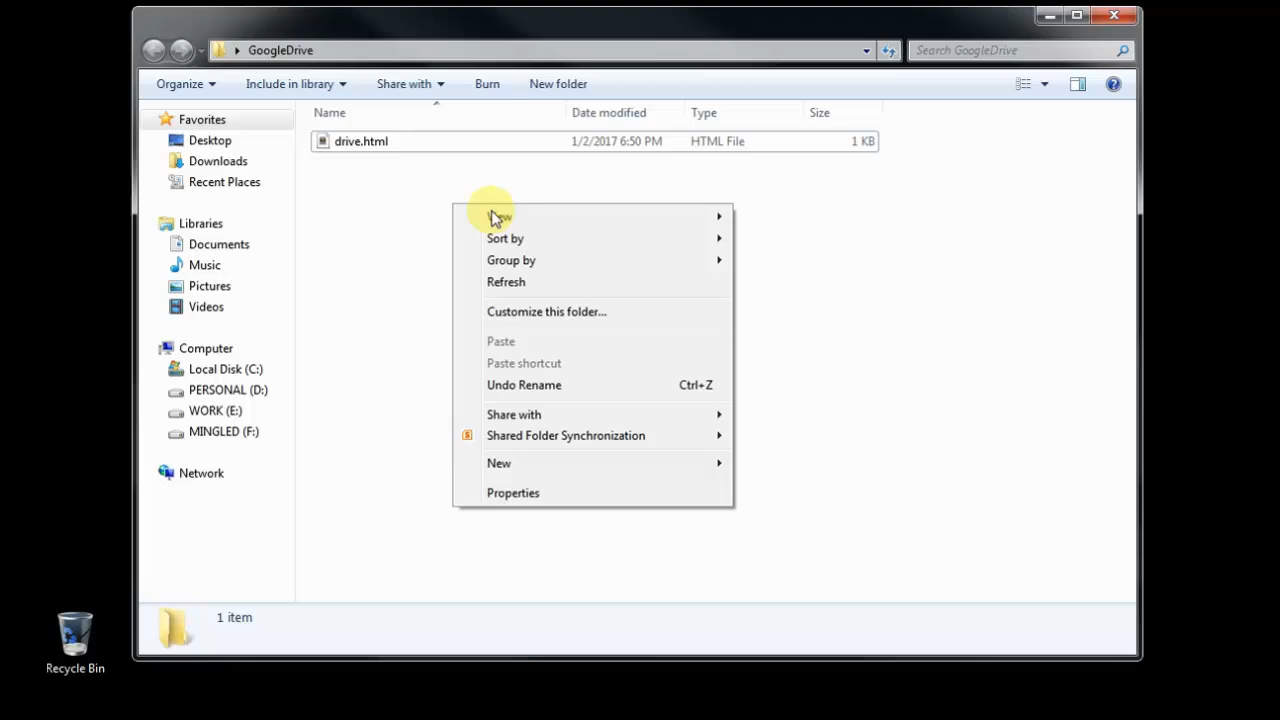 GoogleDrive
Search GoogleDrive
Organize Include in library Share with Burn New folder
Favorites
Desktop
Downloads
Recent Places
Libraries
Documents
Music
Pictures
Videos
Computer
Local Disk (C:)
PERSONAL (D:)
WORK (E:)
MINGLED (F:)
Network
Name Date modified Type Size
drive.html 1/2/2017 6:50 PM HTML File 1 KB
View
Sort by
Group by
Refresh
Customize this folder...
Paste
Paste shortcut
Undo Rename Ctrl+Z
Share with
Shared Folder Synchronization
New
Properties
1 item
Recycle Bin